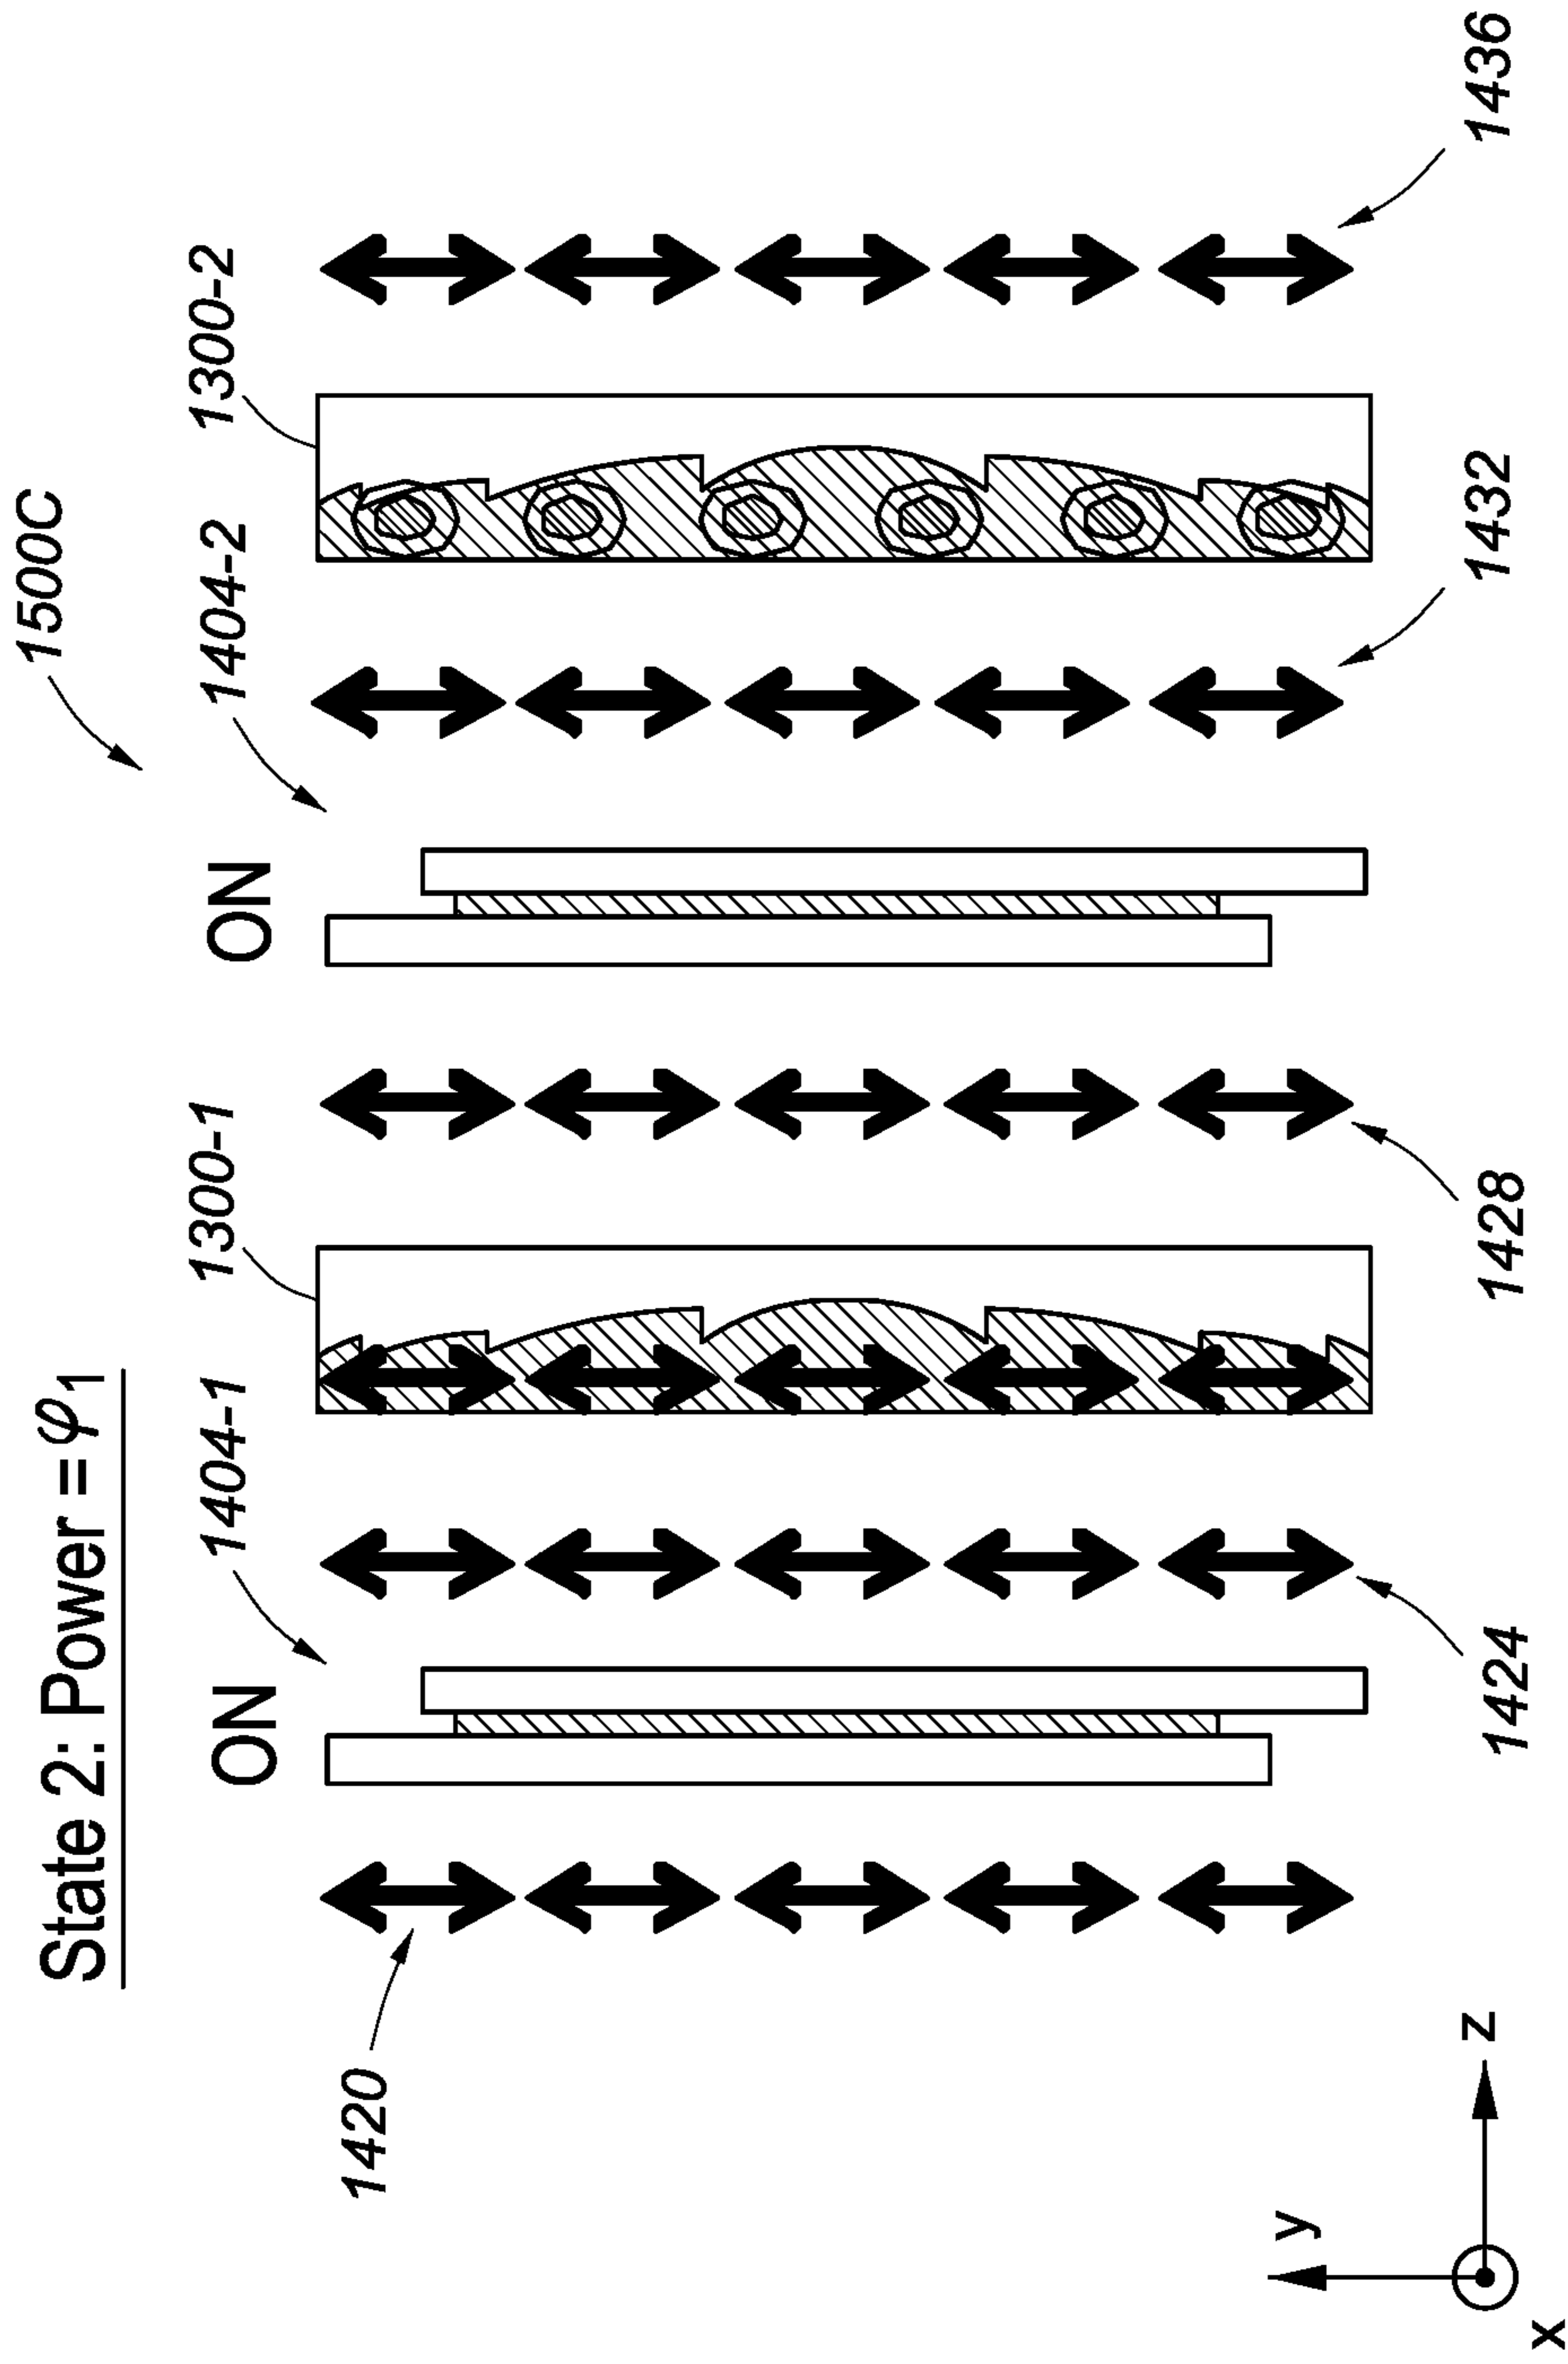 1500C
State 2: Power = φ1
ON
1404-1
1300-1
ON
1404-2
1300-2
1420
1424
1428
1432
1436
y
z
x